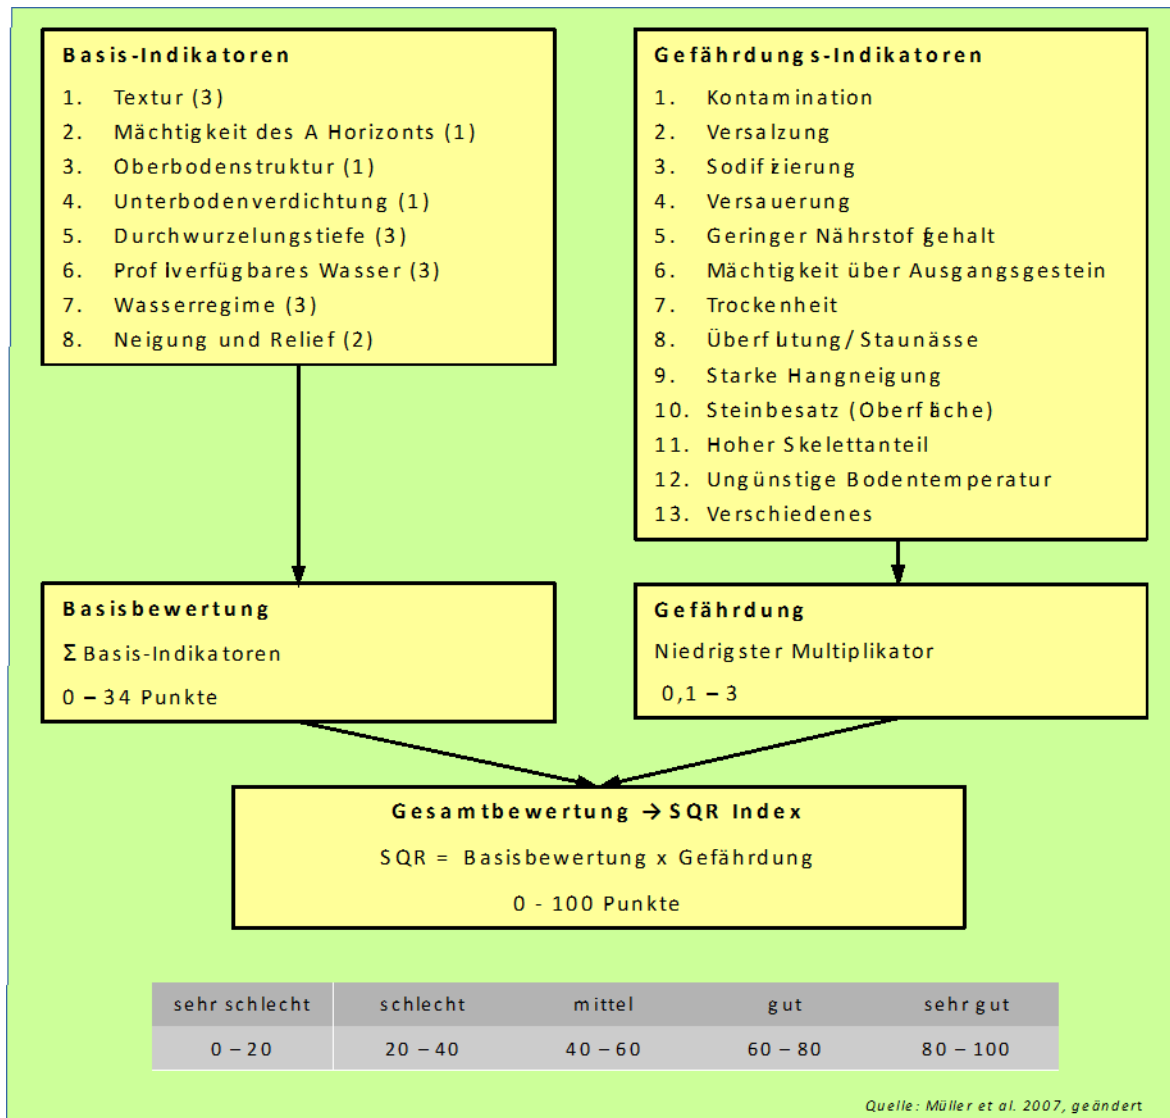 Basis-Indikatoren
1. Textur (3)
2. Mächtigkeit des A Horizonts (1)
3. Oberbodenstruktur (1)
4. Unterbodenverdichtung (1)
5. Durchwurzelungstiefe (3)
6. Profilverfügbares Wasser (3)
7. Wasserregime (3)
8. Neigung und Relief (2)
Gefährdungs-Indikatoren
1. Kontamination
2. Versalzung
3. Sodifizierung
4. Versauerung
5. Geringer Nährstoffgehalt
6. Mächtigkeit über Ausgangsgestein
7. Trockenheit
8. Überflutung/ Staunässe
9. Starke Hangneigung
10. Steinbesatz (Oberfläche)
11. Hoher Skelettanteil
12. Ungünstige Bodentemperatur
13. Verschiedenes
Basisbewertung
Σ Basis-Indikatoren
0 – 34 Punkte
Gefährdung
Niedrigster Multiplikator
0,1 – 3
Gesamtbewertung → SQR Index
SQR = Basisbewertung x Gefährdung
0 - 100 Punkte
sehr schlecht schlecht mittel gut sehr gut
0 – 20 20 – 40 40 – 60 60 – 80 80 – 100
Quelle: Müller et al. 2007, geändert